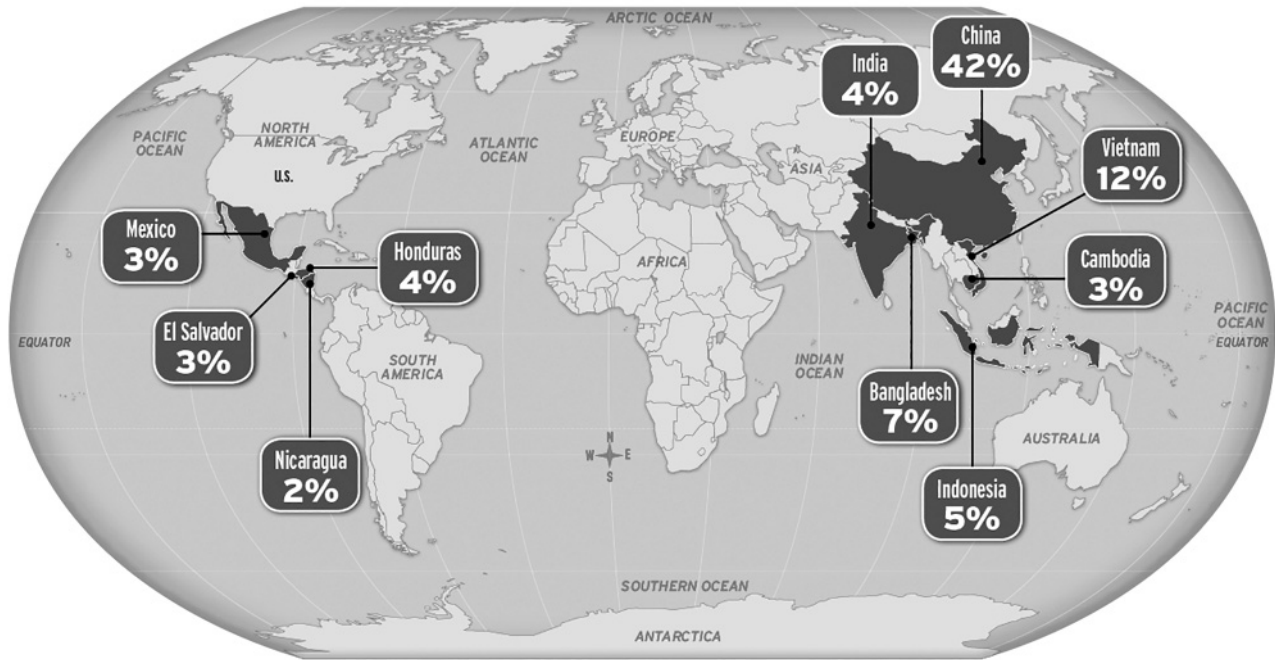 ARCTIC OCEAN
China
42%
India
4%
PACIFIC
OCEAN
NORTH
AMERICA
ATLANTIC
OCEAN
EUROPE
ASIA
Vietnam
12%
U.S.
Mexico
3%
Honduras
4%
AFRICA
Cambodia
3%
El Salvador
3%
EQUATOR
SOUTH
AMERICA
INDIAN
OCEAN
PACIFIC
OCEAN
EQUATOR
Bangladesh
7%
AUSTRALIA
N
W E
S
Nicaragua
2%
Indonesia
5%
SOUTHERN OCEAN
ANTARCTICA